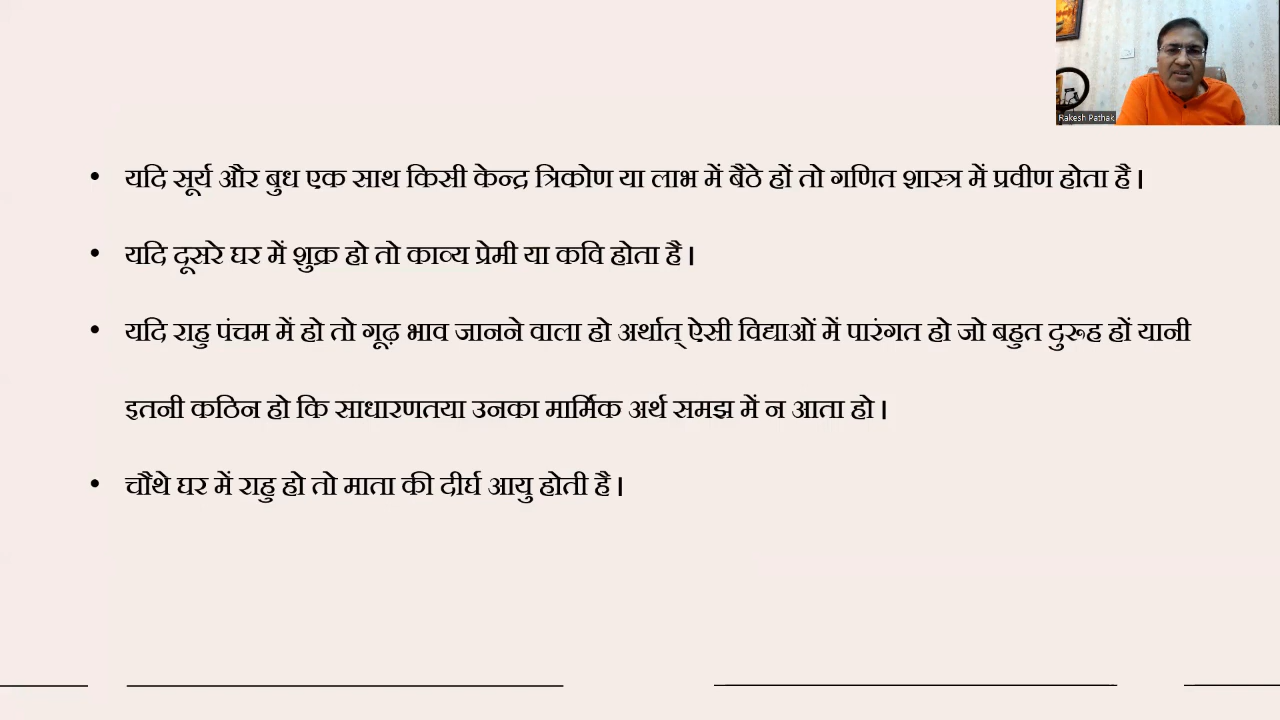 Rakesh Pathak
• यदि सूर्य और बुध एक साथ किसी केन्द्र त्रिकोण या लाभ में बैठे हों तो गणित शास्त्र में प्रवीण होता है।
• यदि दूसरे घर में शुक्र हो तो काव्य प्रेमी या कवि होता है।
• यदि राहु पंचम में हो तो गूढ़ भाव जानने वाला हो अर्थात् ऐसी विद्याओं में पारंगत हो जो बहुत दुरूह हों यानी
इतनी कठिन हो कि साधारणतया उनका मार्मिक अर्थ समझ में न आता हो।
• चौथे घर में राहु हो तो माता की दीर्घ आयु होती है।